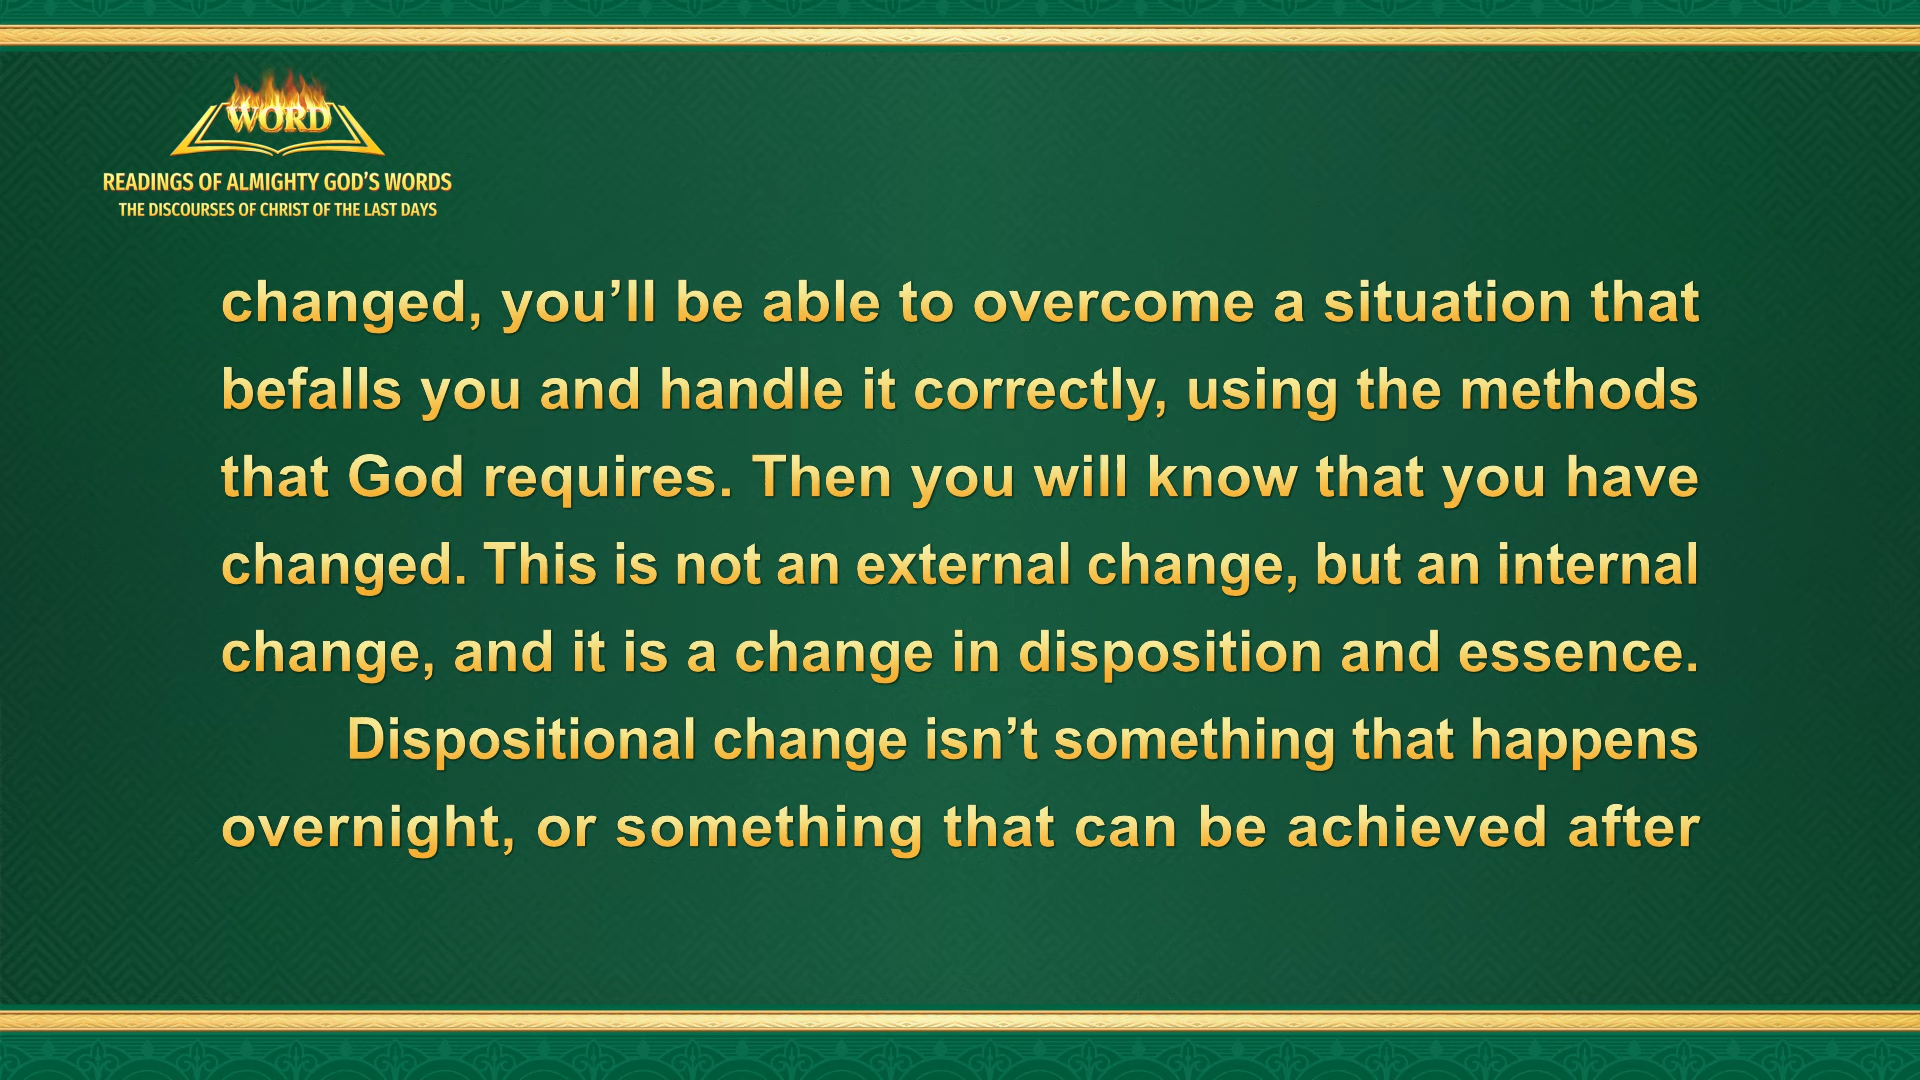 WORD
READINGS OF ALMIGHTY GOD’S WORDS
THE DISCOURSES OF CHRIST OF THE LAST DAYS
changed, you’ll be able to overcome a situation that
befalls you and handle it correctly, using the methods
that God requires. Then you will know that you have
changed. This is not an external change, but an internal
change, and it is a change in disposition and essence.
Dispositional change isn’t something that happens
overnight, or something that can be achieved after